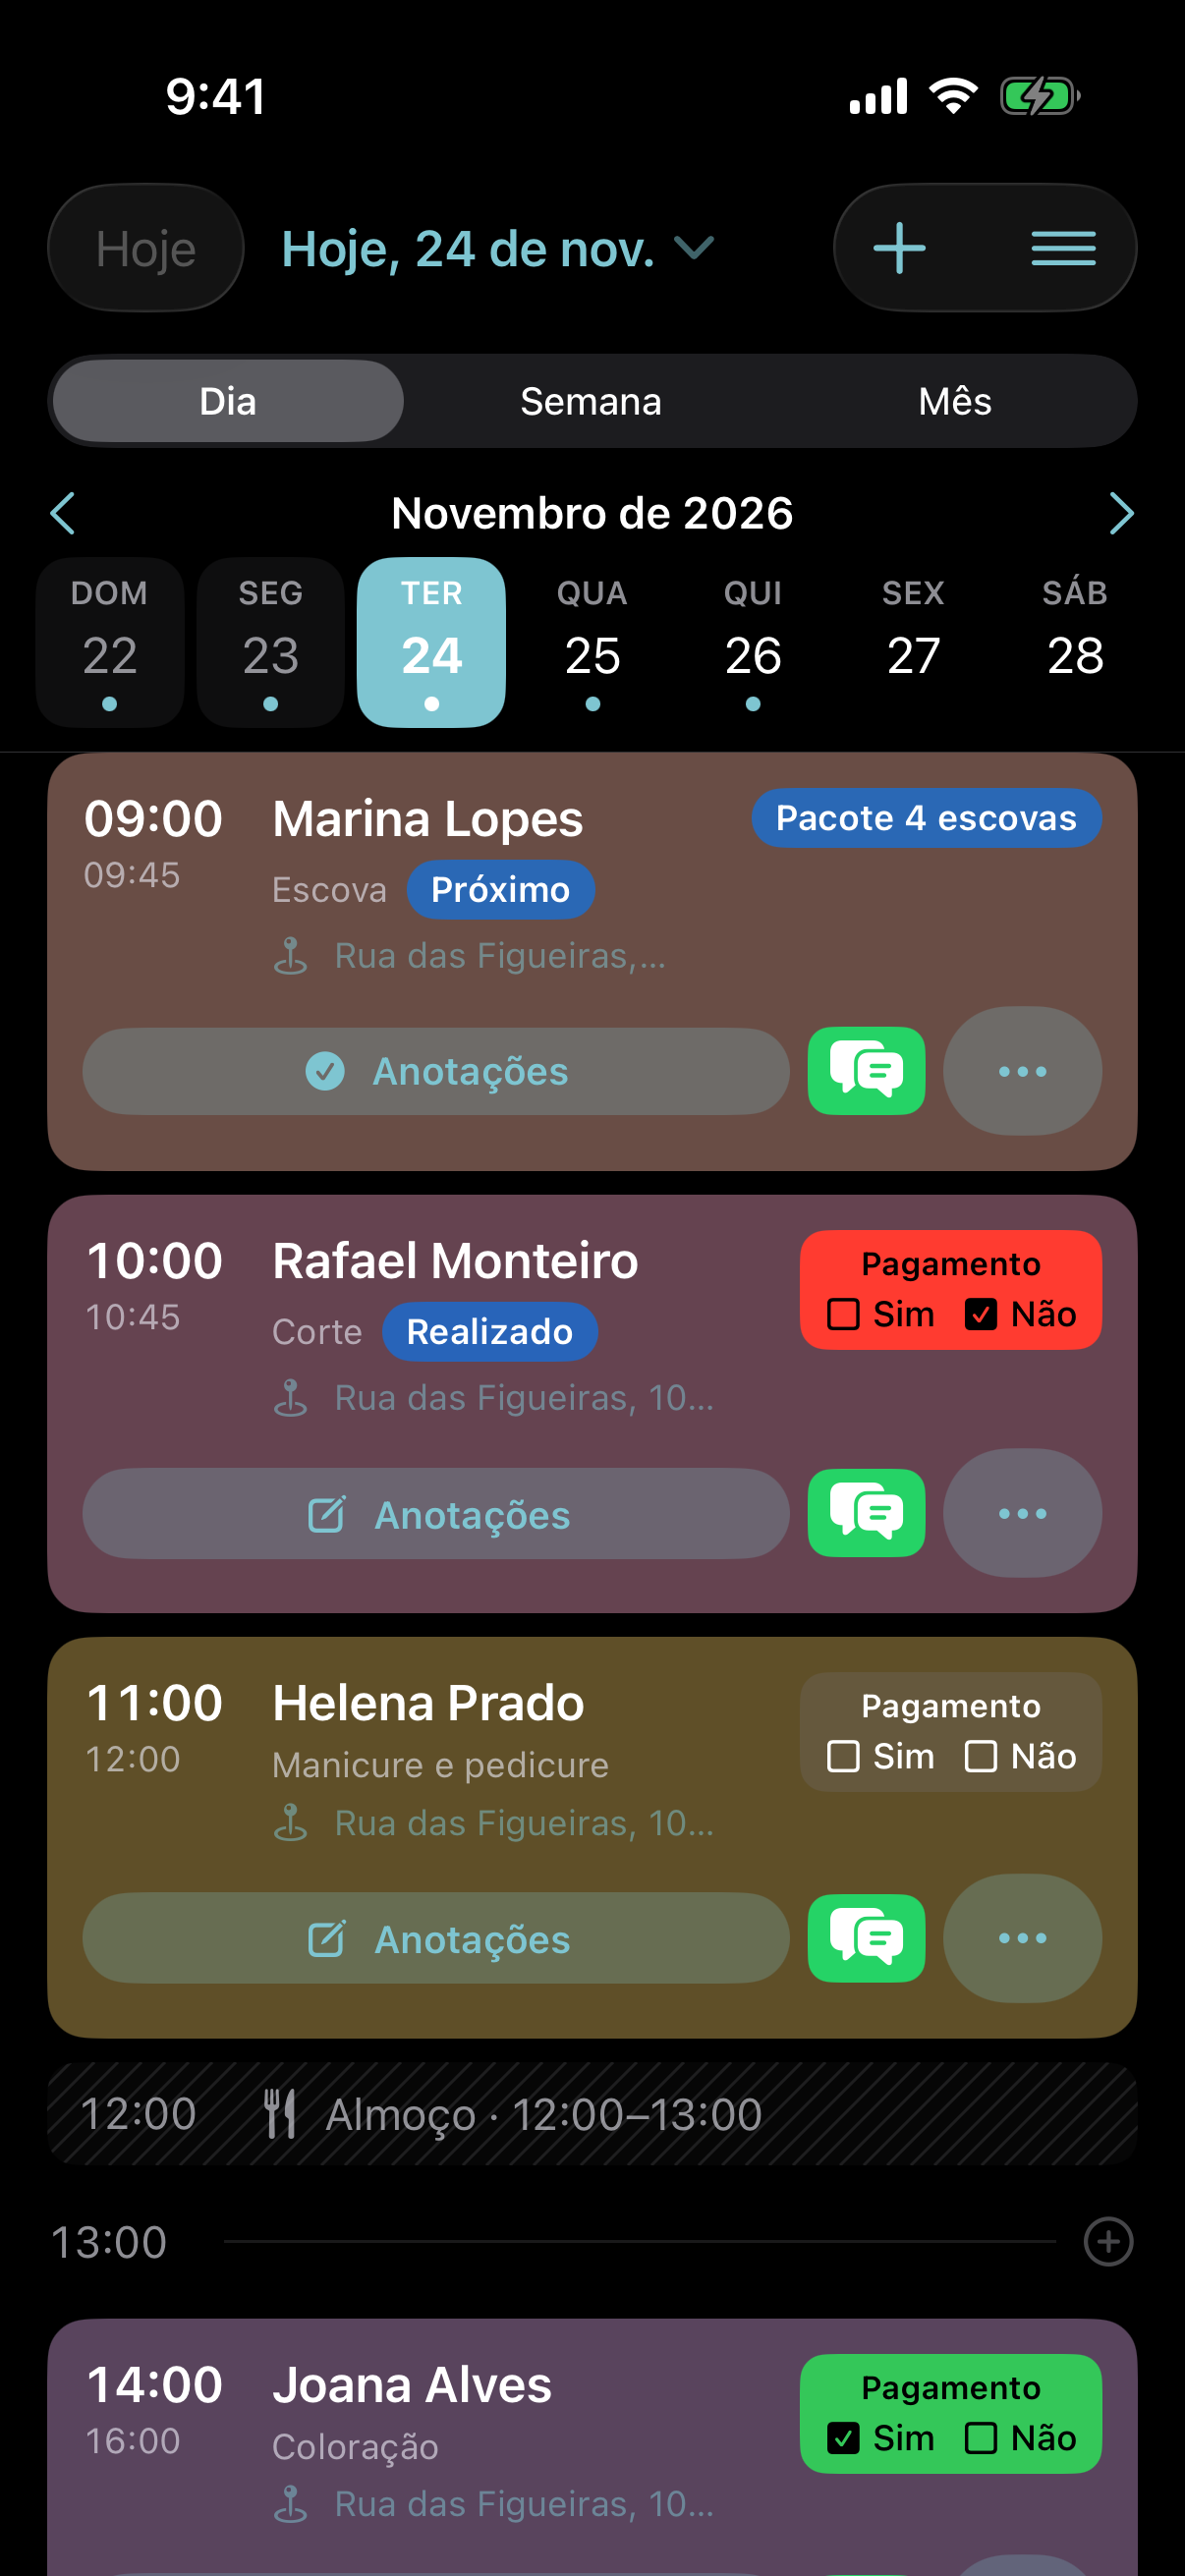 9:41
Hoje
Hoje, 24 de nov.
Dia Semana Mês
Novembro de 2026
DOM SEG TER QUA QUI SEX SÁB
22 23 24 25 26 27 28
09:00 Marina Lopes Pacote 4 escovas
09:45 Escova Próximo
Rua das Figueiras,...
Anotações
10:00 Rafael Monteiro Pagamento
10:45 Corte Realizado Sim Não
Rua das Figueiras, 10...
Anotações
11:00 Helena Prado Pagamento
12:00 Manicure e pedicure Sim Não
Rua das Figueiras, 10...
Anotações
12:00 Almoço · 12:00–13:00
13:00
14:00 Joana Alves Pagamento
16:00 Coloração Sim Não
Rua das Figueiras, 10...